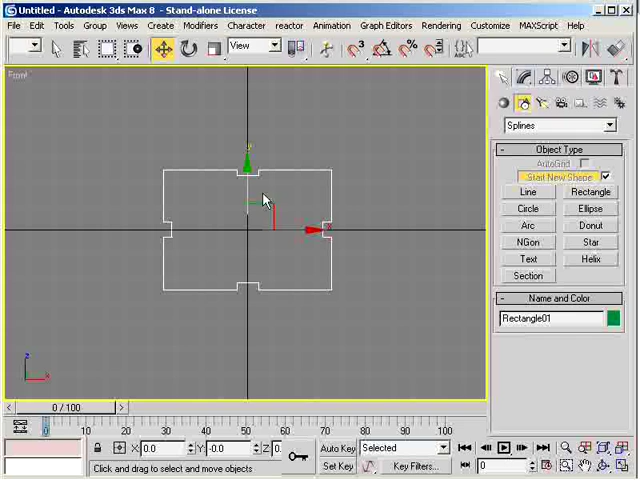 Untitled - Autodesk 3ds Max 8 - Stand-alone License
File Edit Tools Group Views Create Modifiers Character reactor Animation Graph Editors Rendering Customize MAXScript Help
View
Front
Splines
- Object Type
AutoGrid
Start New Shape
Line Rectangle
Circle Ellipse
Arc Donut
NGon Star
Text Helix
Section
- Name and Color
Rectangle01
y
x
z
x
< 0 / 100 >
0 10 20 30 40 50 60 70 80 90 100
X: 0.0 Y: -0.0 Z 0.
Auto Key Selected
Click and drag to select and move objects
Set Key Key Filters... 0